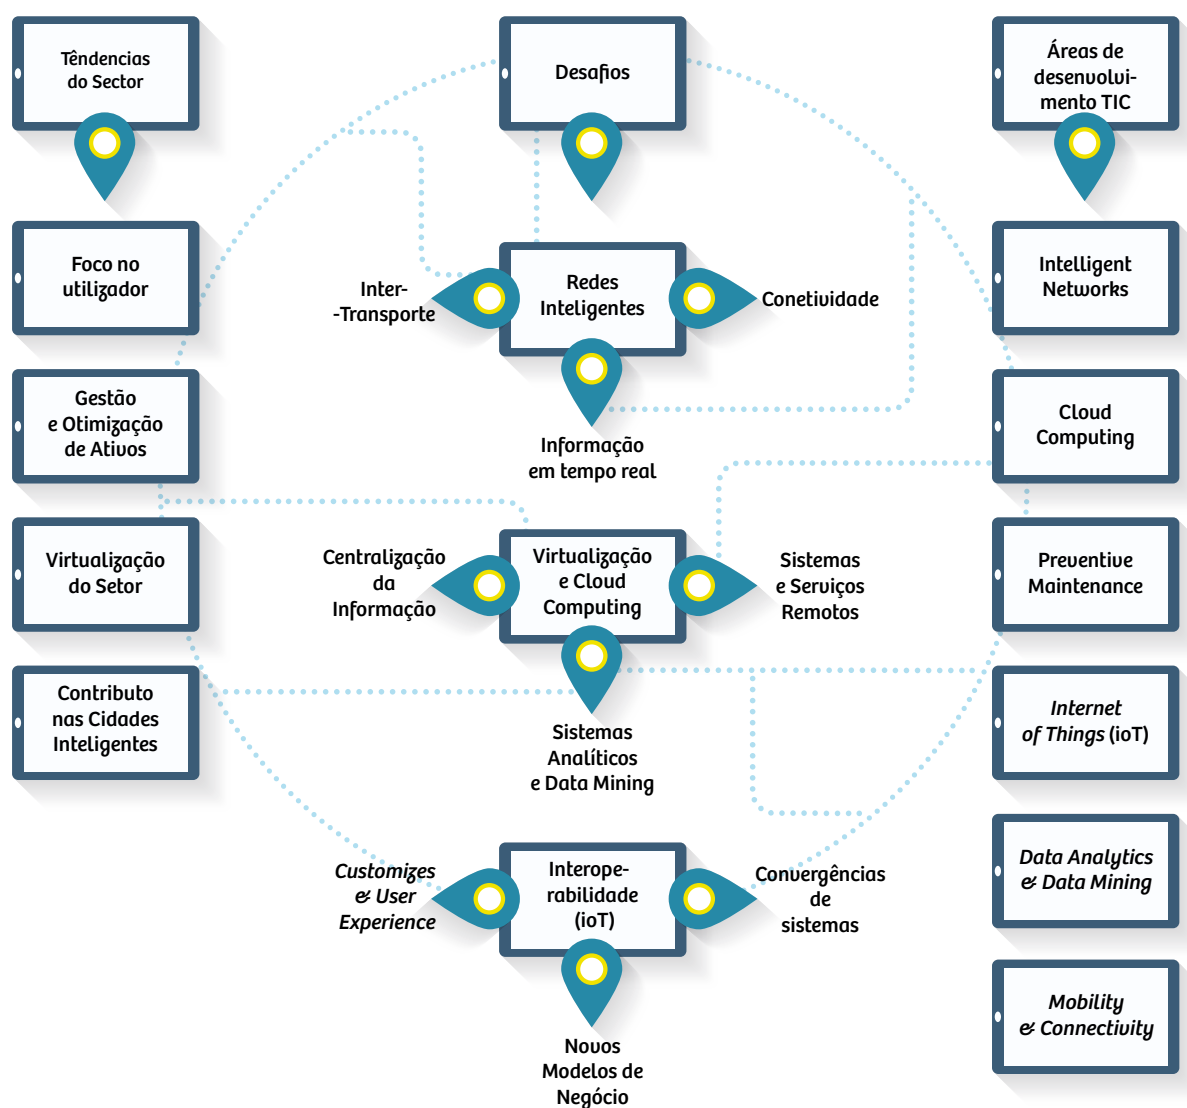 Têndencias
do Sector
Foco no
utilizador
Gestão
e Otimização
de Ativos
Virtualização
do Setor
Contributo
nas Cidades
Inteligentes
Desafios
Redes
Inteligentes
Inter-
-Transporte
Conetividade
Informação
em tempo real
Virtualização
e Cloud
Computing
Centralização
da
Informação
Sistemas
e Serviços
Remotos
Sistemas
Analíticos
e Data Mining
Interope-
rabilidade
(ioT)
Customizes
& User
Experience
Convergências
de
sistemas
Novos
Modelos de
Negócio
Áreas de
desenvolvi-
mento TIC
Intelligent
Networks
Cloud
Computing
Preventive
Maintenance
Internet
of Things (ioT)
Data Analytics
& Data Mining
Mobility
& Connectivity